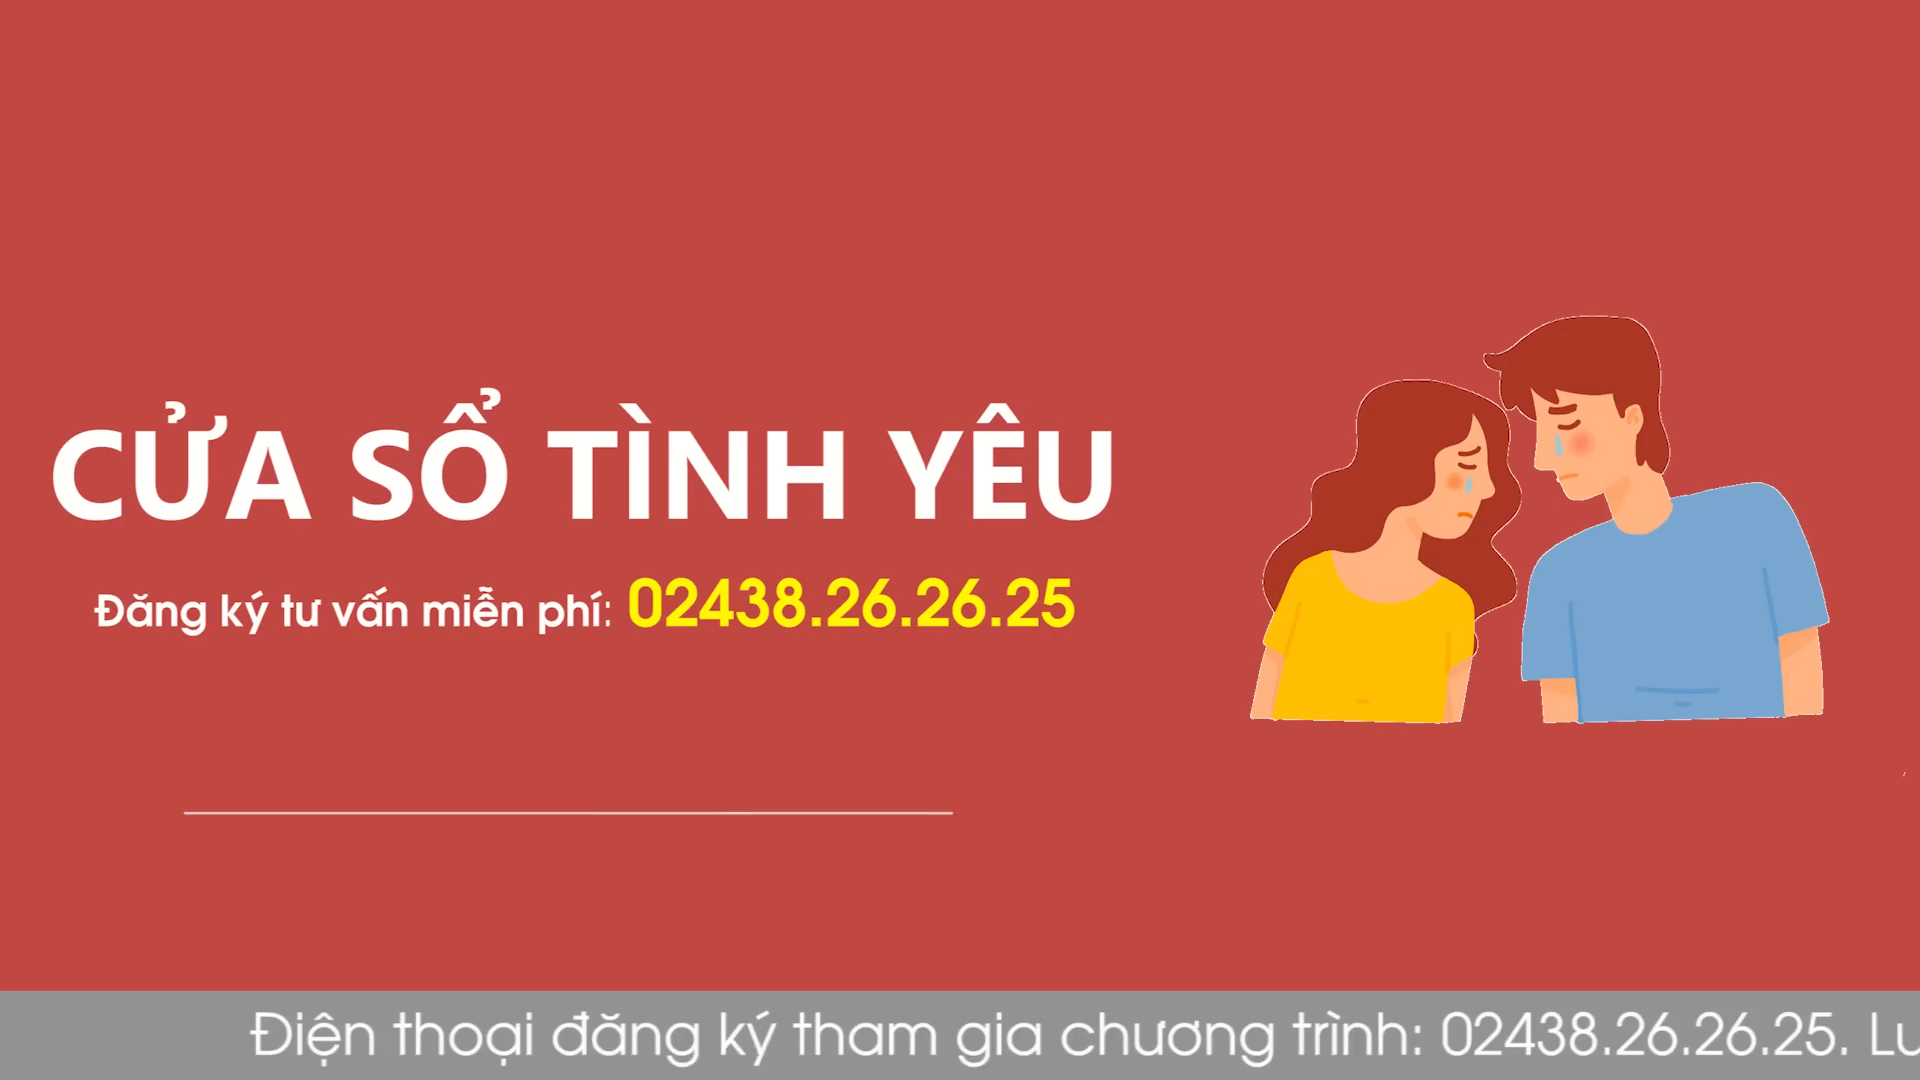 CỬA SỔ TÌNH YÊU
Đăng ký tư vấn miễn phí: 02438.26.26.25
Điện thoại đăng ký tham gia chương trình: 02438.26.26.25.